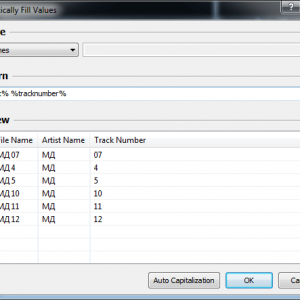 ically Fill Values
?
e
nes
rn
t% %tracknumber%
ew
ile Name Artist Name Track Number
МД 07 МД 07
МД 4 МД 4
МД 5 МД 5
МД 10 МД 10
МД 11 МД 11
МД 12 МД 12
Auto Capitalization OK Ca